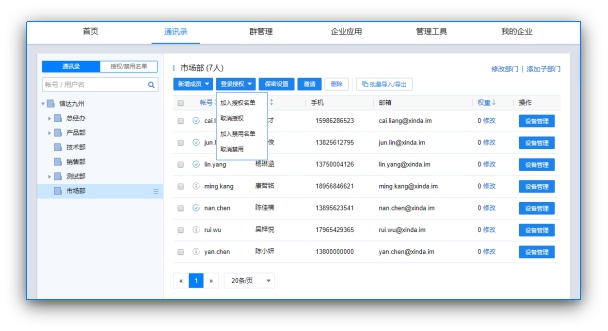 首页 通讯录 群管理 企业应用 管理工具 我的企业
通讯录 授权/禁用名单
帐号 / 用户名
信达九州
总经办
产品部
技术部
销售部
测试部
市场部
市场部 (7人) 修改部门 | 添加子部门
新增成员 登录授权 保密设置 邀请 删除 批量导入/导出
加入授权名单
取消授权
加入禁用名单
取消禁用
帐号 手机 邮箱 权重 操作
cai.l 才 15986286523 cai.liang@xinda.im 0 修改 设备管理
jun.l 俊 13825612795 jun.lin@xinda.im 0 修改 设备管理
lin.yang 杨琳涵 13750004126 lin.yang@xinda.im 0 修改 设备管理
ming.kang 康哲铭 18956846621 ming.kang@xinda.im 0 修改 设备管理
nan.chen 陈佳楠 13895623541 nan.chen@xinda.im 0 修改 设备管理
rui.wu 吴梓悦 17965429365 rui.wu@xinda.im 0 修改 设备管理
yan.chen 陈小妍 13800000000 yan.chen@xinda.im 0 修改 设备管理
« 1 » 20条/页